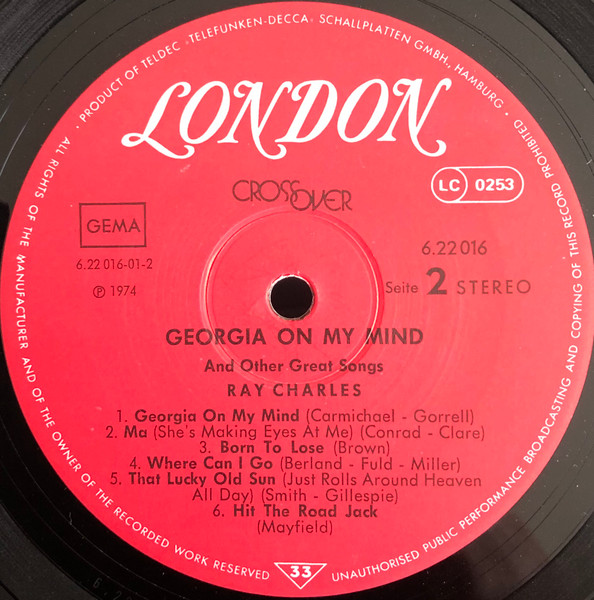 · PRODUCT OF TELDEC »TELEFUNKEN-DECCA« SCHALLPLATTEN GMBH., HAMBURG ·
ALL RIGHTS OF THE MANUFACTURER AND OF THE OWNER OF THE RECORDED WORK RESERVED
UNAUTHORISED PUBLIC PERFORMANCE BROADCASTING AND COPYING OF THIS RECORD PROHIBITED
LONDON
CROSSOVER
LC 0253
GEMA
6.22 016-01-2
℗ 1974
6.22 016
Seite 2 STEREO
GEORGIA ON MY MIND
And Other Great Songs
RAY CHARLES
1. Georgia On My Mind (Carmichael - Gorrell)
2. Ma (She's Making Eyes At Me) (Conrad - Clare)
3. Born To Lose (Brown)
4. Where Can I Go (Berland - Fuld - Miller)
5. That Lucky Old Sun (Just Rolls Around Heaven
All Day) (Smith - Gillespie)
6. Hit The Road Jack
(Mayfield)
33